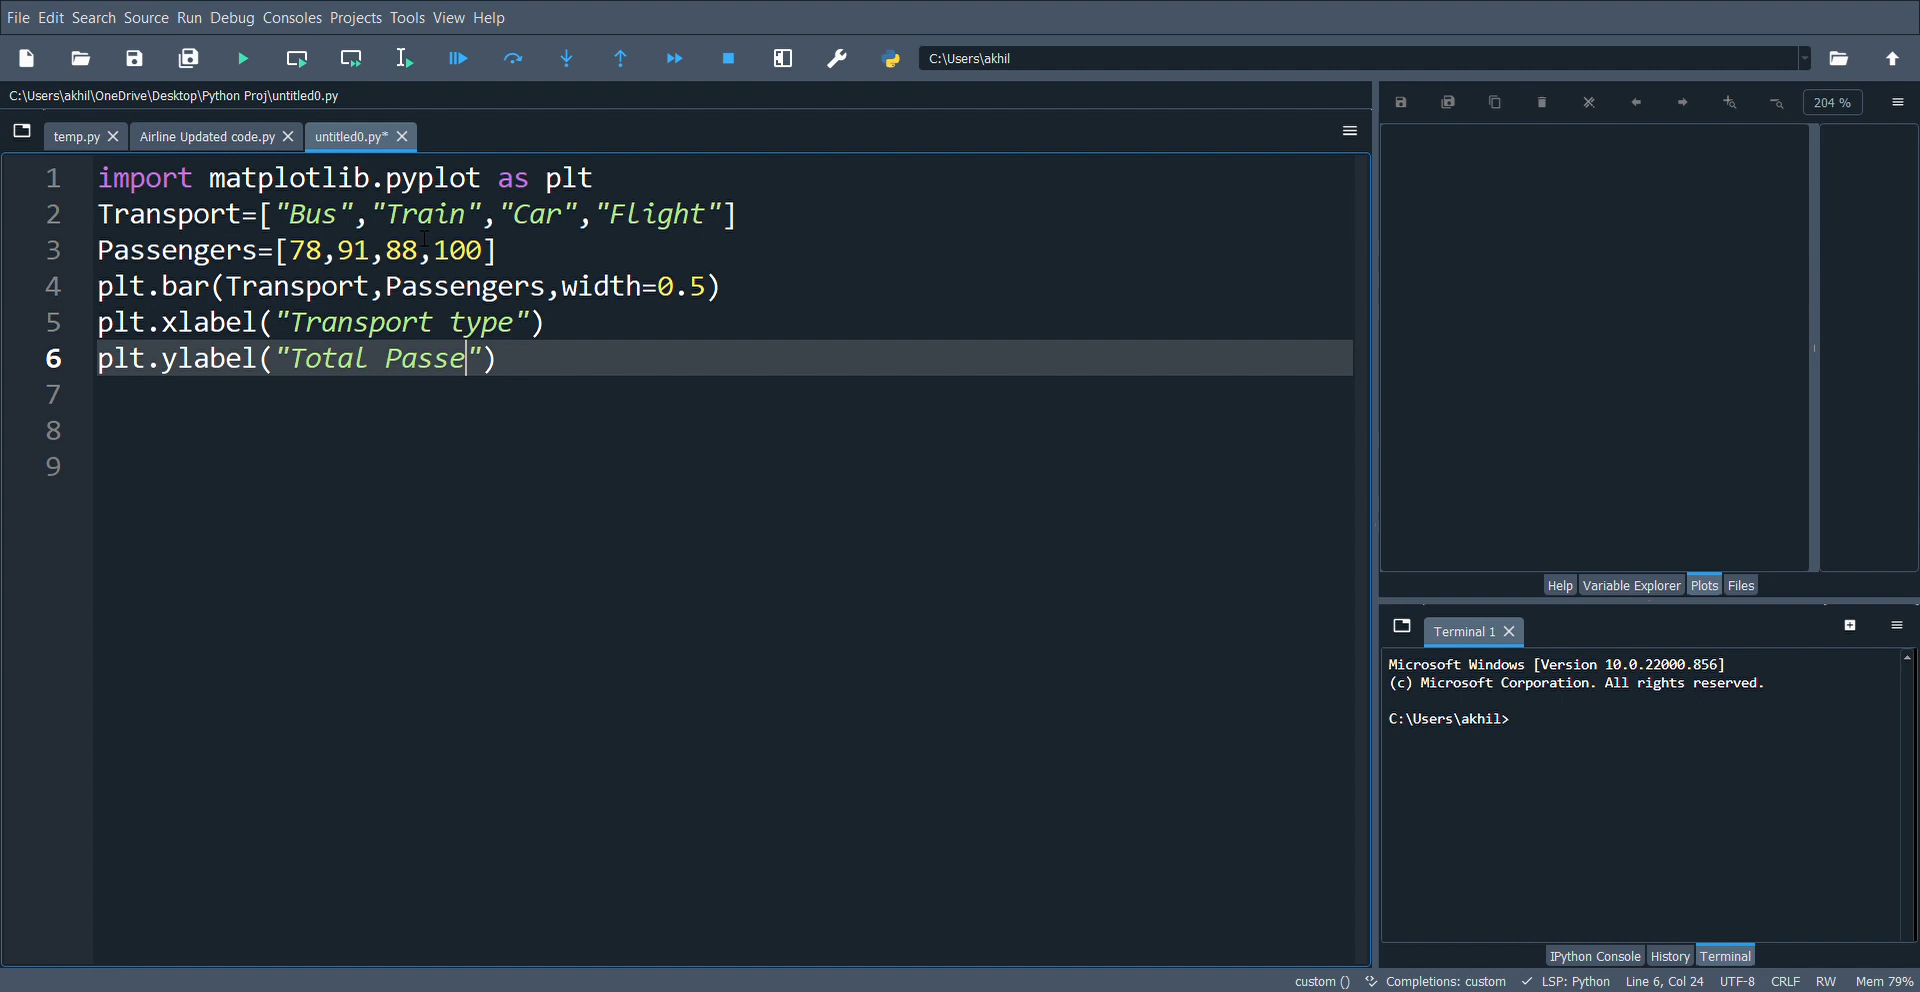 File Edit Search Source Run Debug Consoles Projects Tools View Help
C:\Users\akhil
C:\Users\akhil\OneDrive\Desktop\Python Proj\untitled0.py
204 %
temp.py Airline Updated code.py untitled0.py*
1 import matplotlib.pyplot as plt
2 Transport=["Bus","Train","Car","Flight"]
3 Passengers=[78,91,88,100]
4 plt.bar(Transport,Passengers,width=0.5)
5 plt.xlabel("Transport type")
6 plt.ylabel("Total Passe")
7
8
9
Help Variable Explorer Plots Files
Terminal 1
Microsoft Windows [Version 10.0.22000.856]
(c) Microsoft Corporation. All rights reserved.
C:\Users\akhil>
IPython Console History Terminal
custom () Completions: custom LSP: Python Line 6, Col 24 UTF-8 CRLF RW Mem 79%